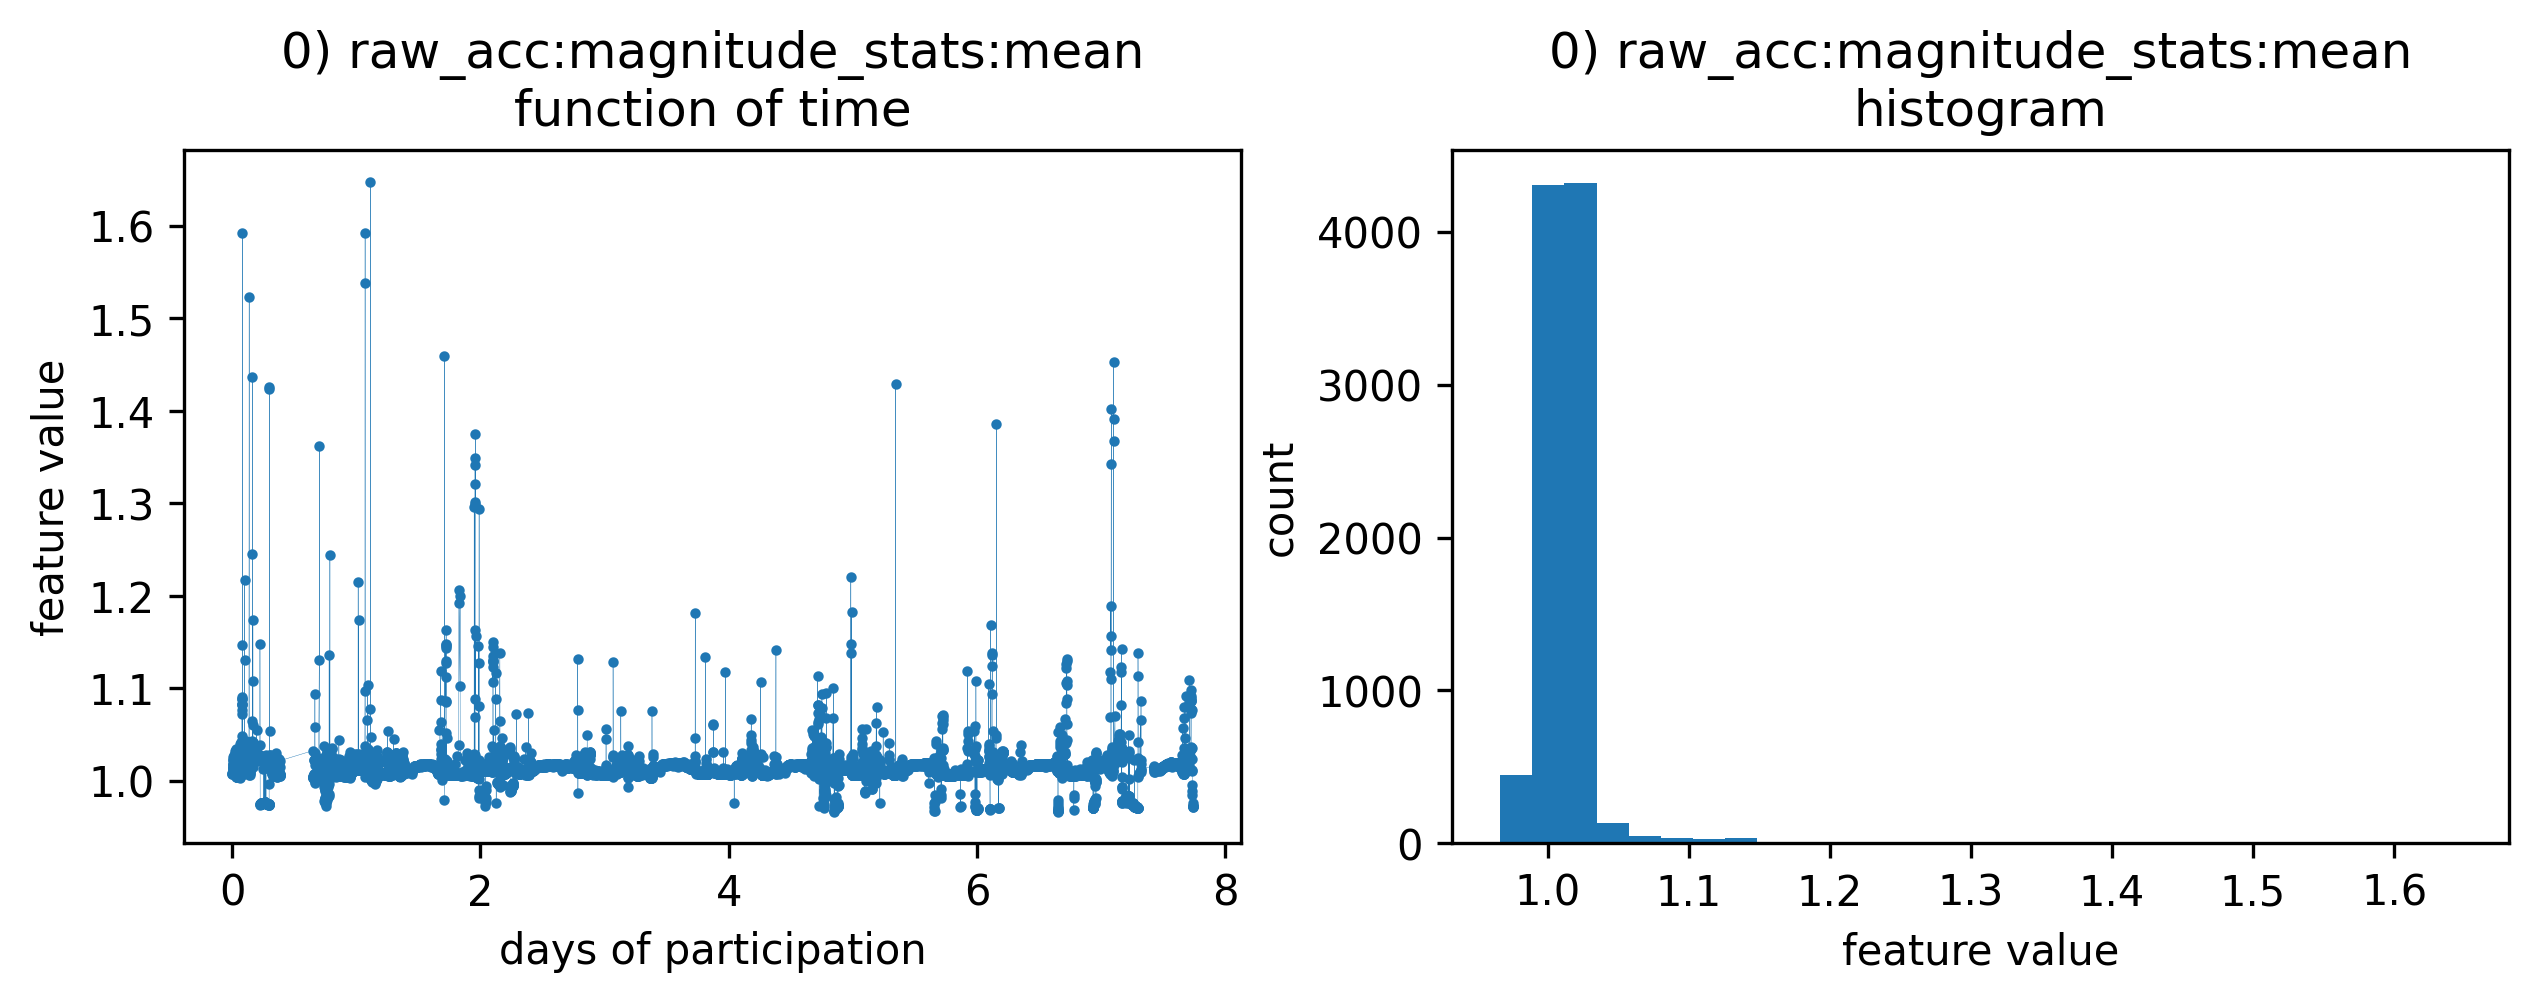 0) raw_acc:magnitude_stats:mean
function of time
feature value
1.6
1.5
1.4
1.3
1.2
1.1
1.0
0 2 4 6 8
days of participation
0) raw_acc:magnitude_stats:mean
histogram
count
4000
3000
2000
1000
0
1.0 1.1 1.2 1.3 1.4 1.5 1.6
feature value